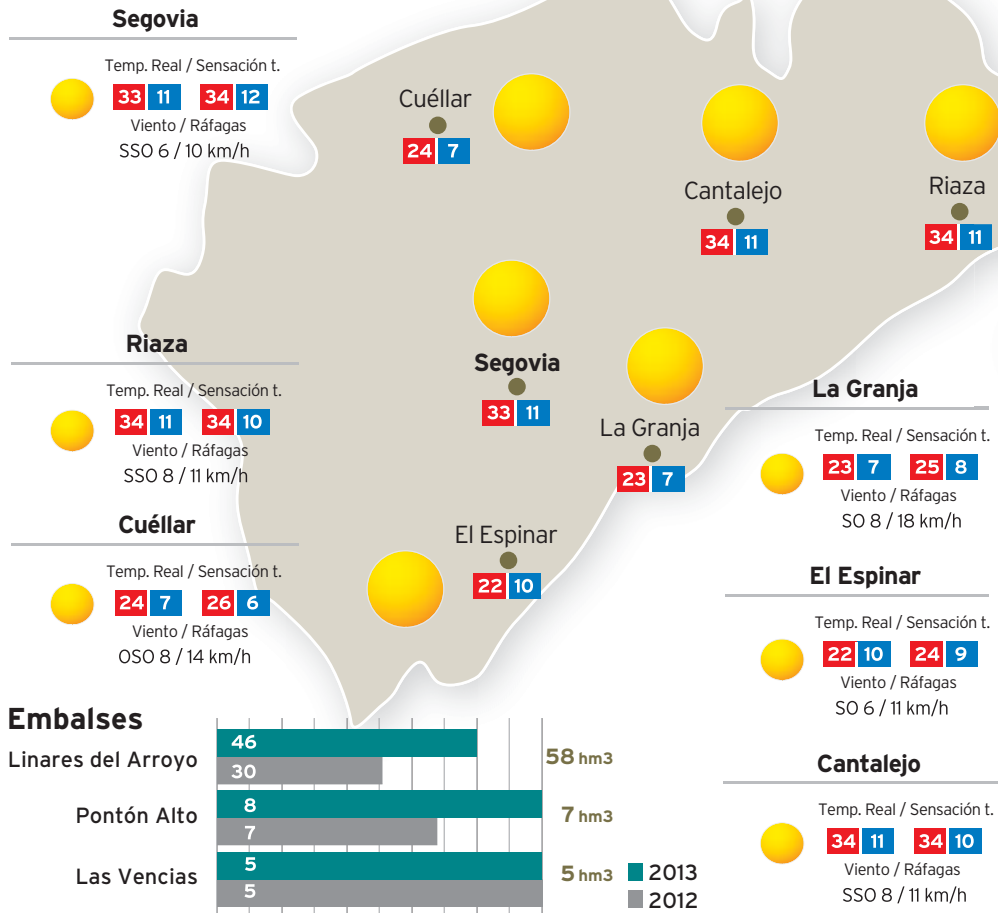 Segovia
Temp. Real / Sensación t.
33 11 34 12
Viento / Ráfagas
SSO 6 / 10 km/h
Cuéllar
24 7
Cantalejo
34 11
Riaza
34 11
Segovia
33 11
La Granja
23 7
El Espinar
22 10
Riaza
Temp. Real / Sensación t.
34 11 34 10
Viento / Ráfagas
SSO 8 / 11 km/h
Cuéllar
Temp. Real / Sensación t.
24 7 26 6
Viento / Ráfagas
OSO 8 / 14 km/h
La Granja
Temp. Real / Sensación t.
23 7 25 8
Viento / Ráfagas
SO 8 / 18 km/h
El Espinar
Temp. Real / Sensación t.
22 10 24 9
Viento / Ráfagas
SO 6 / 11 km/h
Cantalejo
Temp. Real / Sensación t.
34 11 34 10
Viento / Ráfagas
SSO 8 / 11 km/h
Embalses
Linares del Arroyo
46
30
58 hm3
Pontón Alto
8
7
7 hm3
Las Vencias
5
5
5 hm3
2013
2012